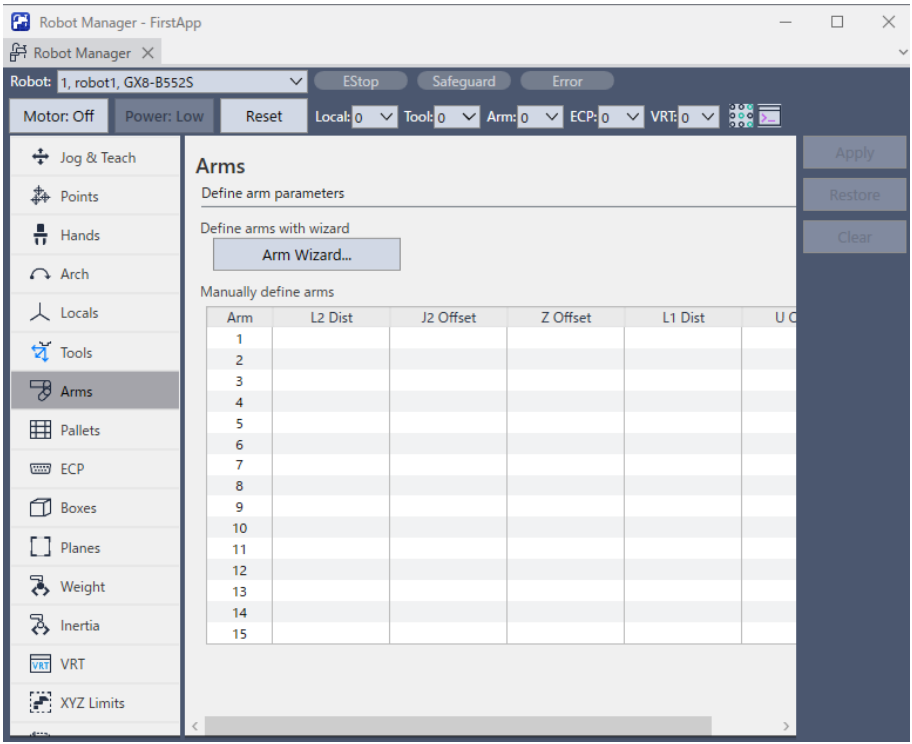 Robot Manager - FirstApp
Robot Manager
Robot: 1, robot1, GX8-B552S EStop Safeguard Error
Motor: Off Power: Low Reset Local: 0 Tool: 0 Arm: 0 ECP: 0 VRT: 0
Jog & Teach
Points
Hands
Arch
Locals
Tools
Arms
Pallets
ECP
Boxes
Planes
Weight
Inertia
VRT VRT
XYZ Limits
Arms
Define arm parameters
Define arms with wizard
Arm Wizard...
Manually define arms
Arm L2 Dist J2 Offset Z Offset L1 Dist U
1
2
3
4
5
6
7
8
9
10
11
12
13
14
15
Apply
Restore
Clear